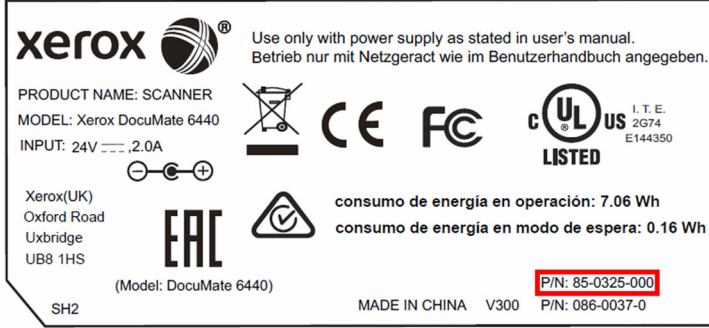 xerox ®
Use only with power supply as stated in user's manual.
Betrieb nur mit Netzgeract wie im Benutzerhandbuch angegeben.
PRODUCT NAME: SCANNER
MODEL: Xerox DocuMate 6440
INPUT: 24V ⎓,2.0A
CE
FC
C UL US
®
LISTED
I. T. E.
2G74
E144350
Xerox(UK)
Oxford Road
Uxbridge
UB8 1HS
EAC
consumo de energía en operación: 7.06 Wh
consumo de energía en modo de espera: 0.16 Wh
(Model: DocuMate 6440)
P/N: 85-0325-000
SH2
MADE IN CHINA V300 P/N: 086-0037-0